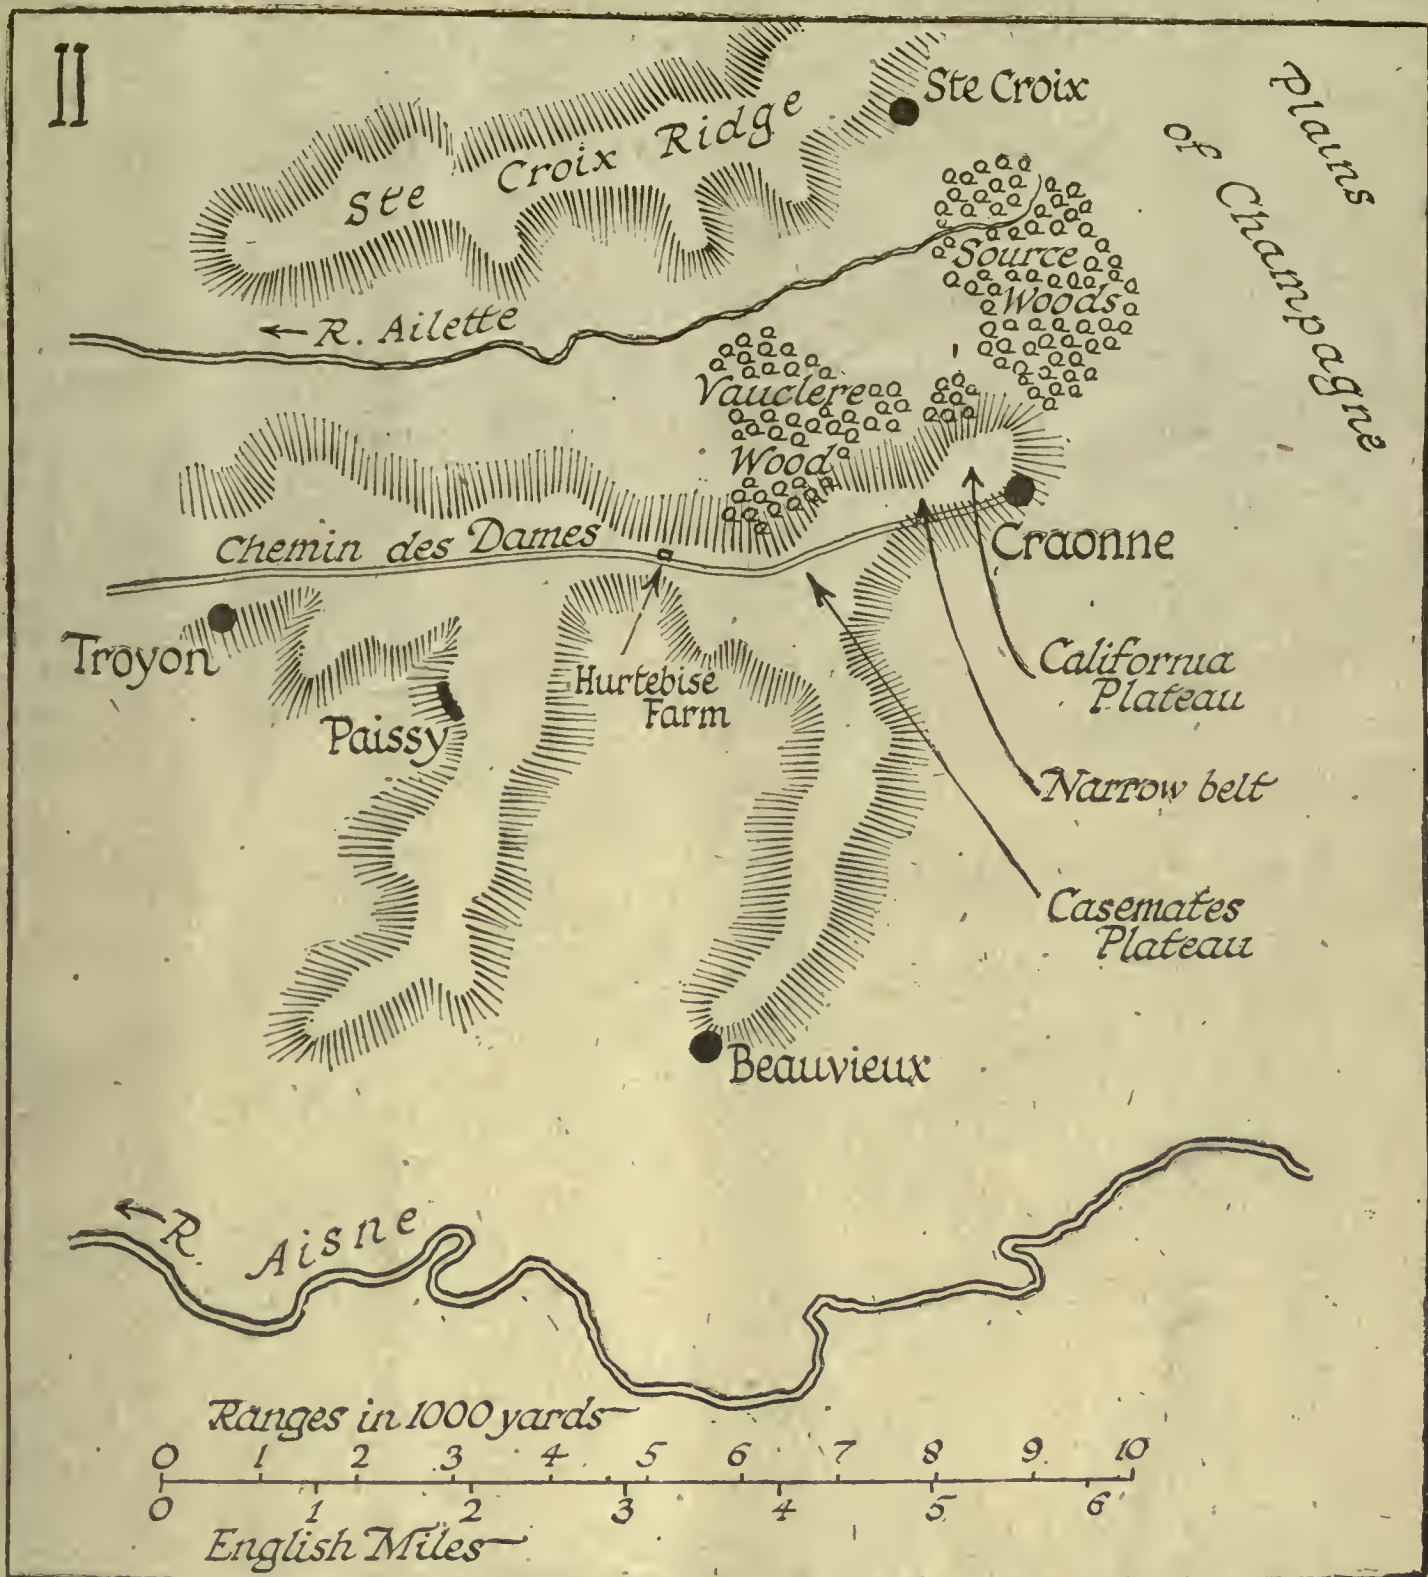 II
Ste Croix
Plains
of Champagne
Ste Croix Ridge
Source
Woods
← R. Ailette
Vauclere
Wood
Chemin des Dames
Craonne
Troyon
Hurtebise
Farm
California
Plateau
Paissy
Narrow belt
Casemates
Plateau
Beauvieux
← R. Aisne
Ranges in 1000 yards
0 1 2 3 4 5 6 7 8 9 10
0 1 2 3 4 5 6
English Miles